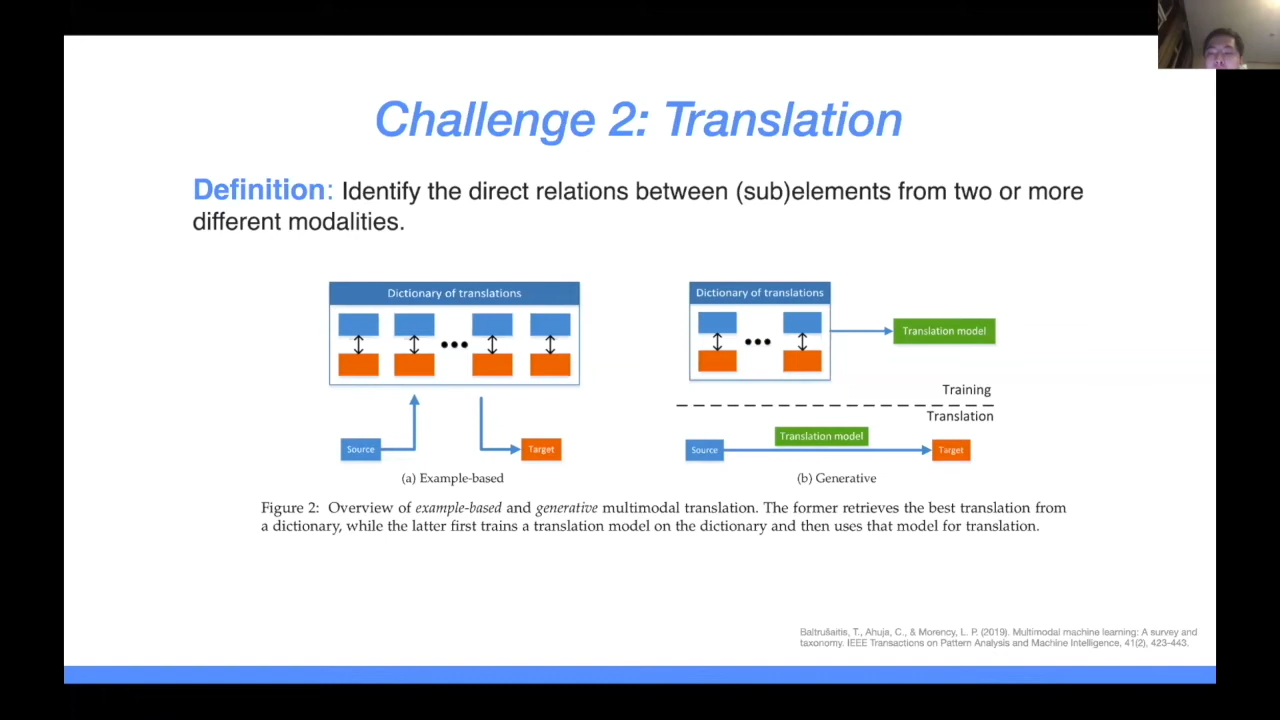 Challenge 2: Translation
Definition: Identify the direct relations between (sub)elements from two or more
different modalities.
Dictionary of translations
Source
Target
(a) Example-based
Dictionary of translations
Translation model
Training
Translation
Translation model
Source
Target
(b) Generative
Figure 2: Overview of example-based and generative multimodal translation. The former retrieves the best translation from
a dictionary, while the latter first trains a translation model on the dictionary and then uses that model for translation.
Baltrušaitis, T., Ahuja, C., & Morency, L. P. (2019). Multimodal machine learning: A survey and
taxonomy. IEEE Transactions on Pattern Analysis and Machine Intelligence, 41(2), 423-443.